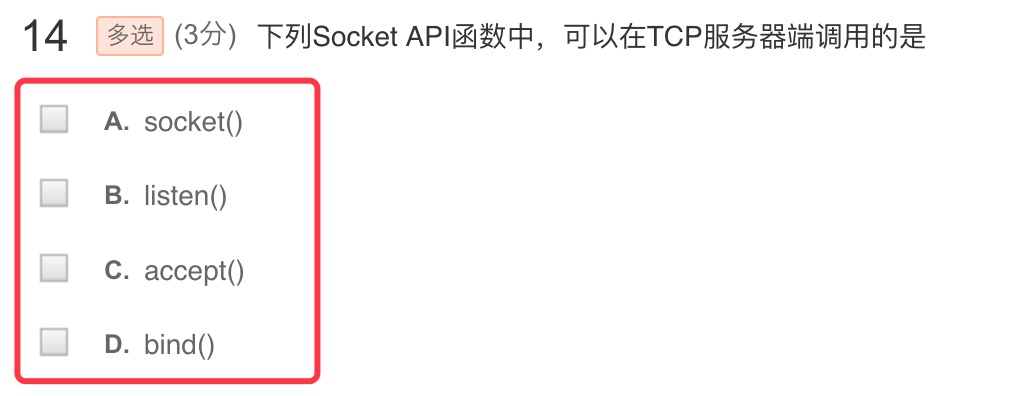 14 多选 (3分) 下列Socket API函数中，可以在TCP服务器端调用的是
A. socket()
B. listen()
C. accept()
D. bind()